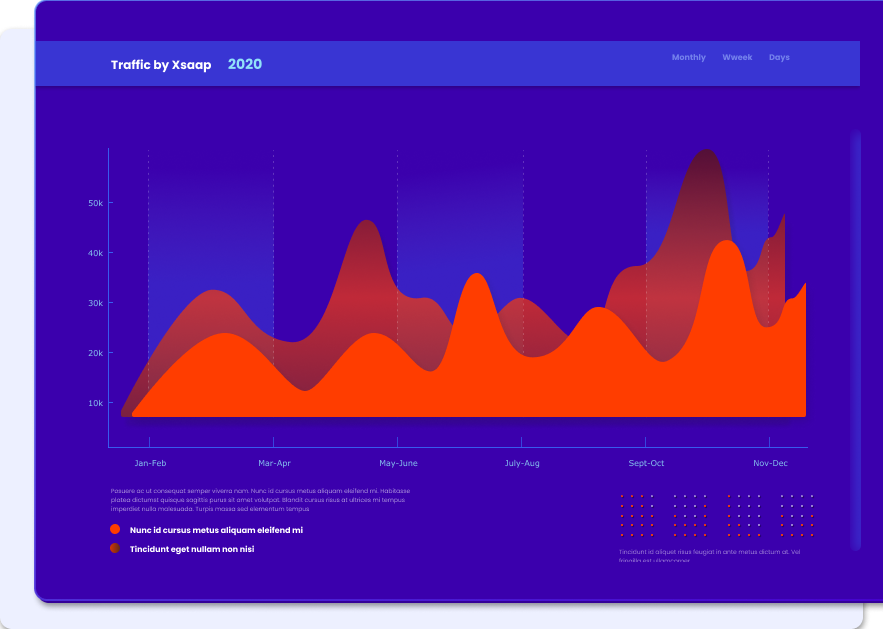 Traffic by Xsaap 2020
Monthly Wweek Days
50k
40k
30k
20k
10k
Jan-Feb Mar-Apr May-June July-Aug Sept-Oct Nov-Dec
Posuere ac ut consequat semper viverra nam. Nunc id cursus metus aliquam eleifend mi. Habitasse
platea dictumst quisque sagittis purus sit amet volutpat. Blandit cursus risus at ultrices mi tempus
imperdiet nulla malesuada. Turpis massa sed elementum tempus
Nunc id cursus metus aliquam eleifend mi
Tincidunt eget nullam non nisi
Tincidunt id aliquet risus feugiat in ante metus dictum at. Vel
fringilla est ullamcorper